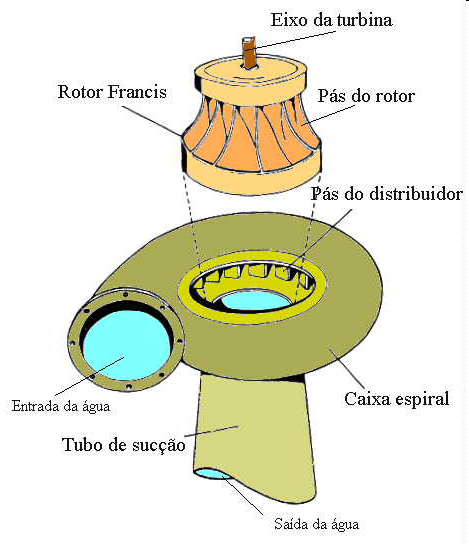 Eixo da turbina
Rotor Francis
Pás do rotor
Pás do distribuidor
Entrada da água
Caixa espiral
Tubo de sucção
Saída da água